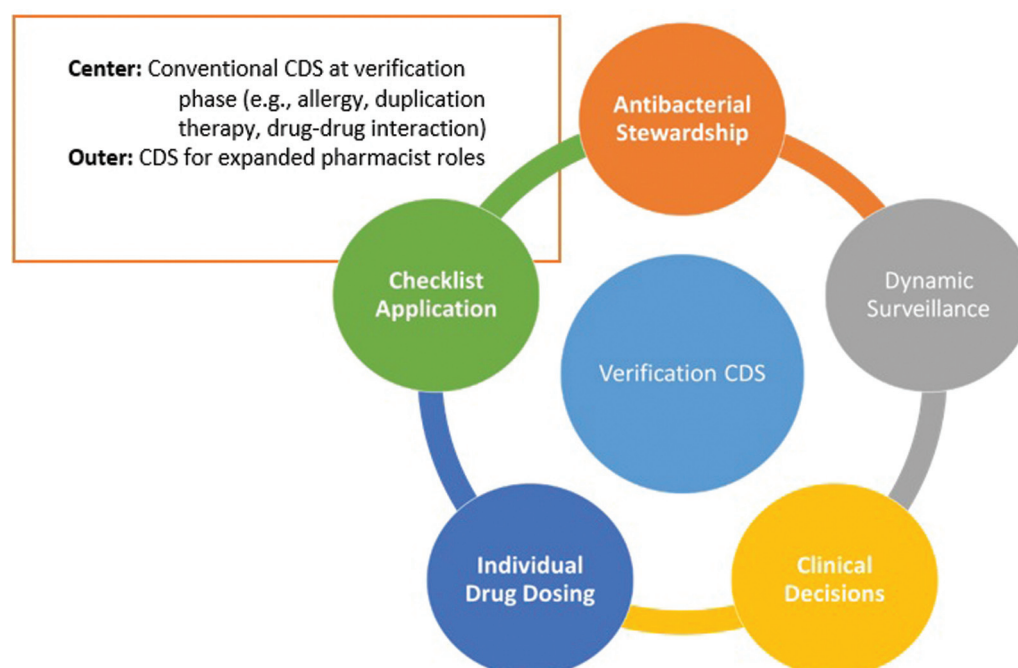 Center: Conventional CDS at verification
phase (e.g., allergy, duplication
therapy, drug-drug interaction)
Outer: CDS for expanded pharmacist roles
Antibacterial
Stewardship
Dynamic
Surveillance
Clinical
Decisions
Individual
Drug Dosing
Checklist
Application
Verification CDS